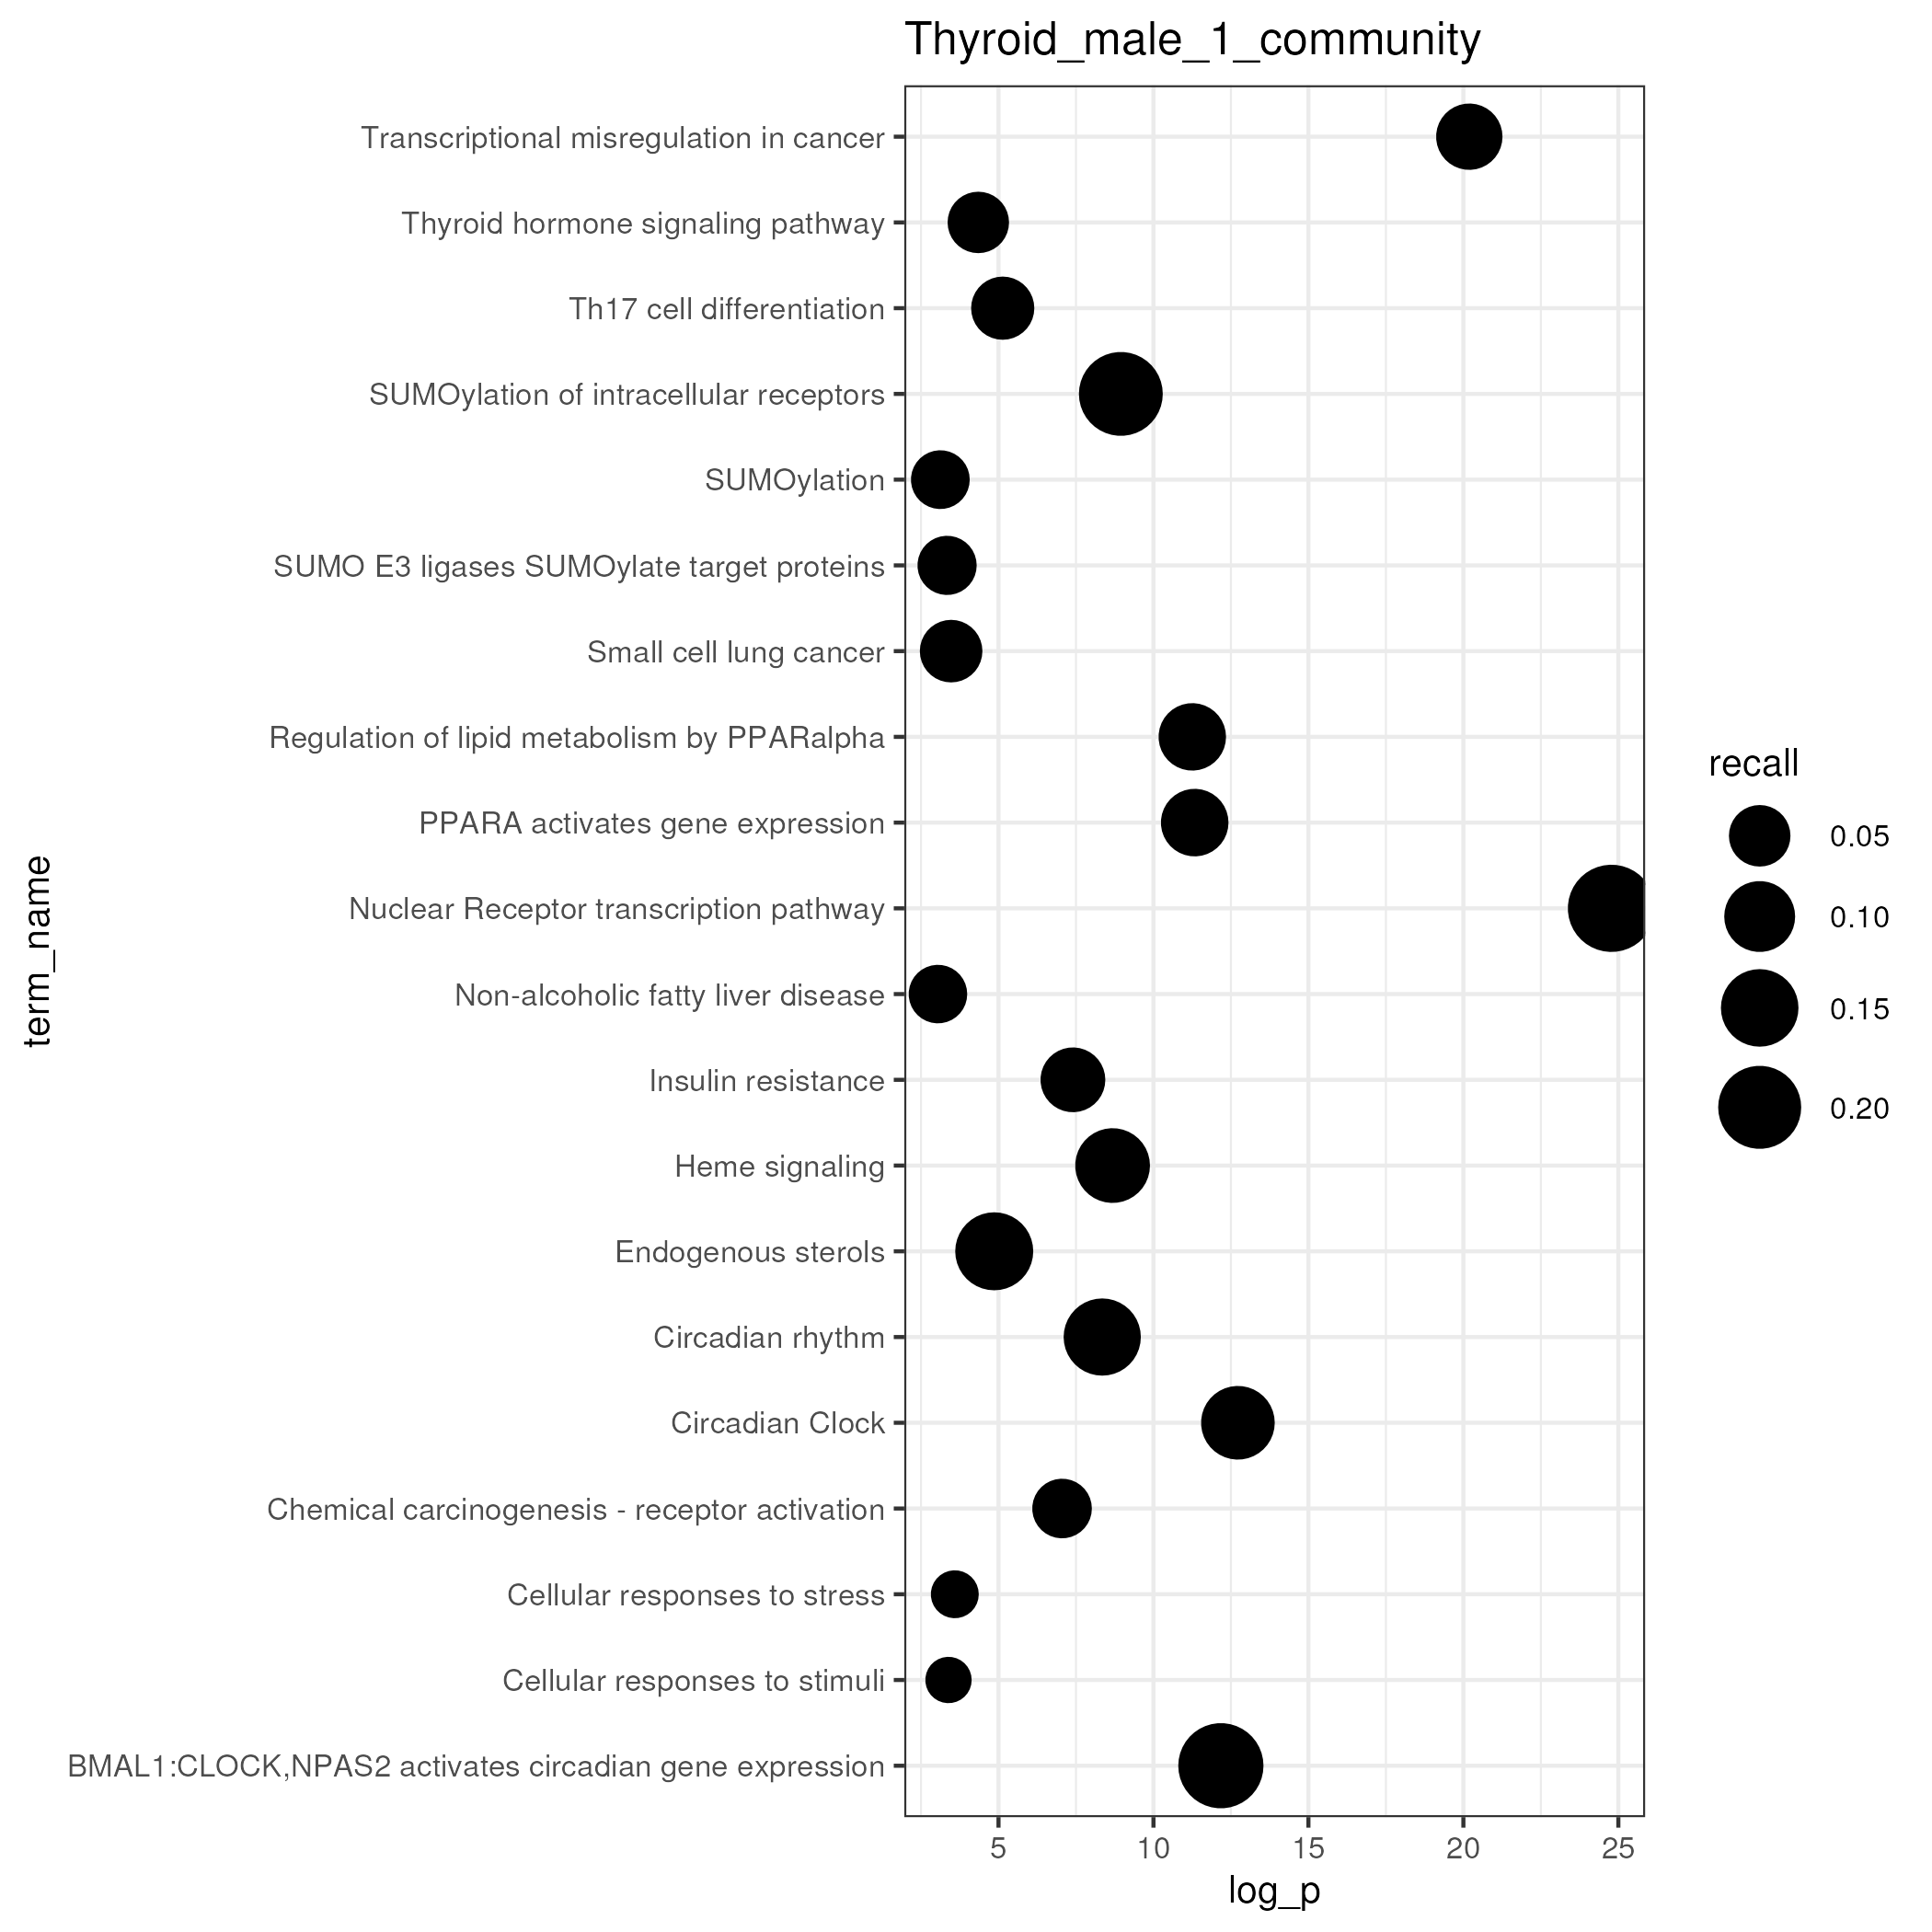 Thyroid_male_1_community
Transcriptional misregulation in cancer
Thyroid hormone signaling pathway
Th17 cell differentiation
SUMOylation of intracellular receptors
SUMOylation
SUMO E3 ligases SUMOylate target proteins
Small cell lung cancer
Regulation of lipid metabolism by PPARalpha
PPARA activates gene expression
Nuclear Receptor transcription pathway
Non-alcoholic fatty liver disease
Insulin resistance
Heme signaling
Endogenous sterols
Circadian rhythm
Circadian Clock
Chemical carcinogenesis - receptor activation
Cellular responses to stress
Cellular responses to stimuli
BMAL1:CLOCK,NPAS2 activates circadian gene expression
term_name
5 10 15 20 25
log_p
recall
0.05
0.10
0.15
0.20